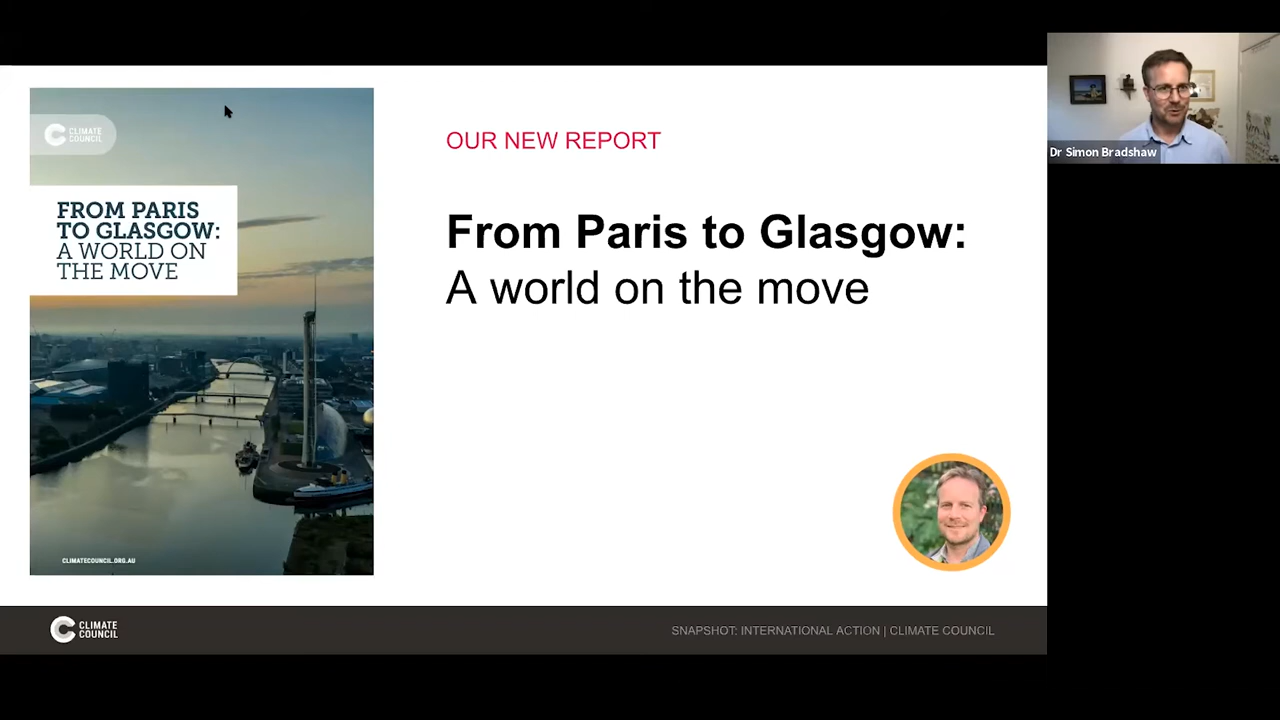 CLIMATE
COUNCIL
FROM PARIS
TO GLASGOW:
A WORLD ON
THE MOVE
CLIMATECOUNCIL.ORG.AU
OUR NEW REPORT
From Paris to Glasgow:
A world on the move
Dr Simon Bradshaw
CLIMATE
COUNCIL
SNAPSHOT: INTERNATIONAL ACTION | CLIMATE COUNCIL